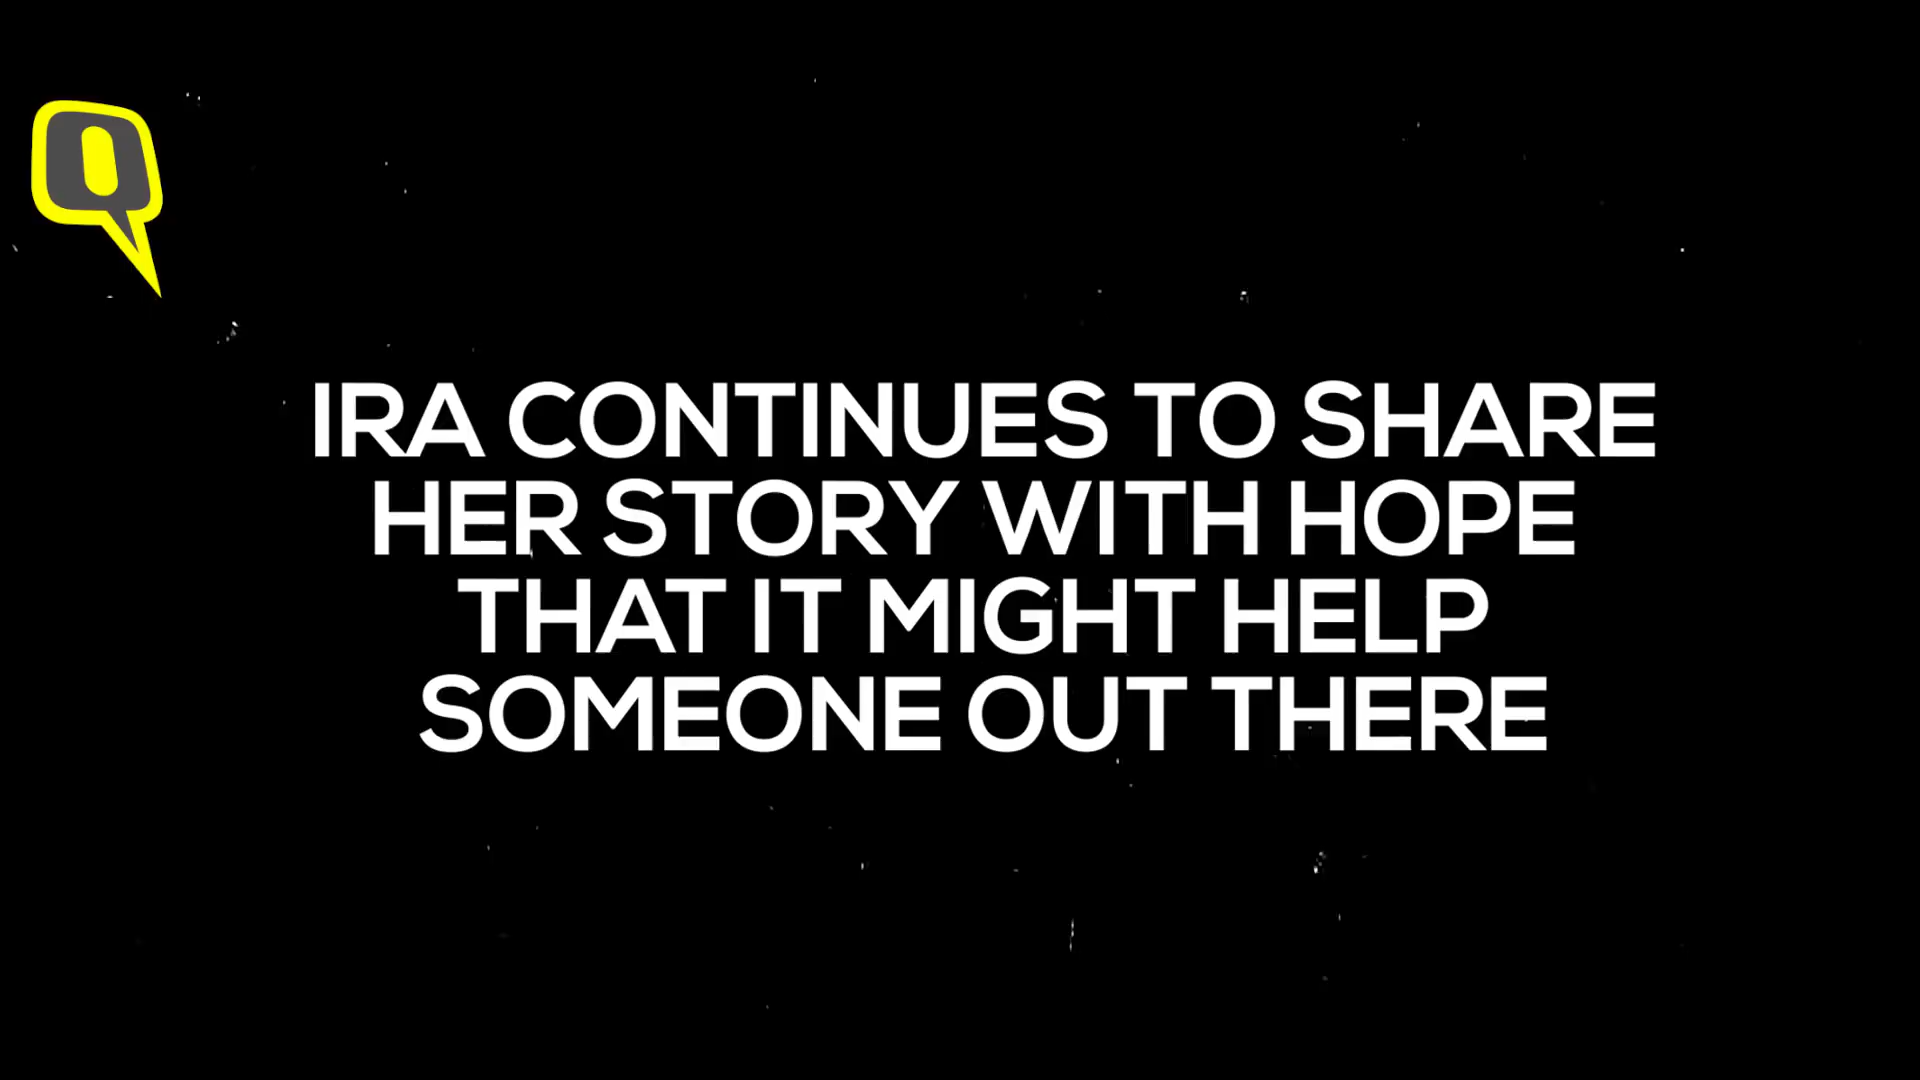 Q
IRA CONTINUES TO SHARE
HER STORY WITH HOPE
THAT IT MIGHT HELP
SOMEONE OUT THERE